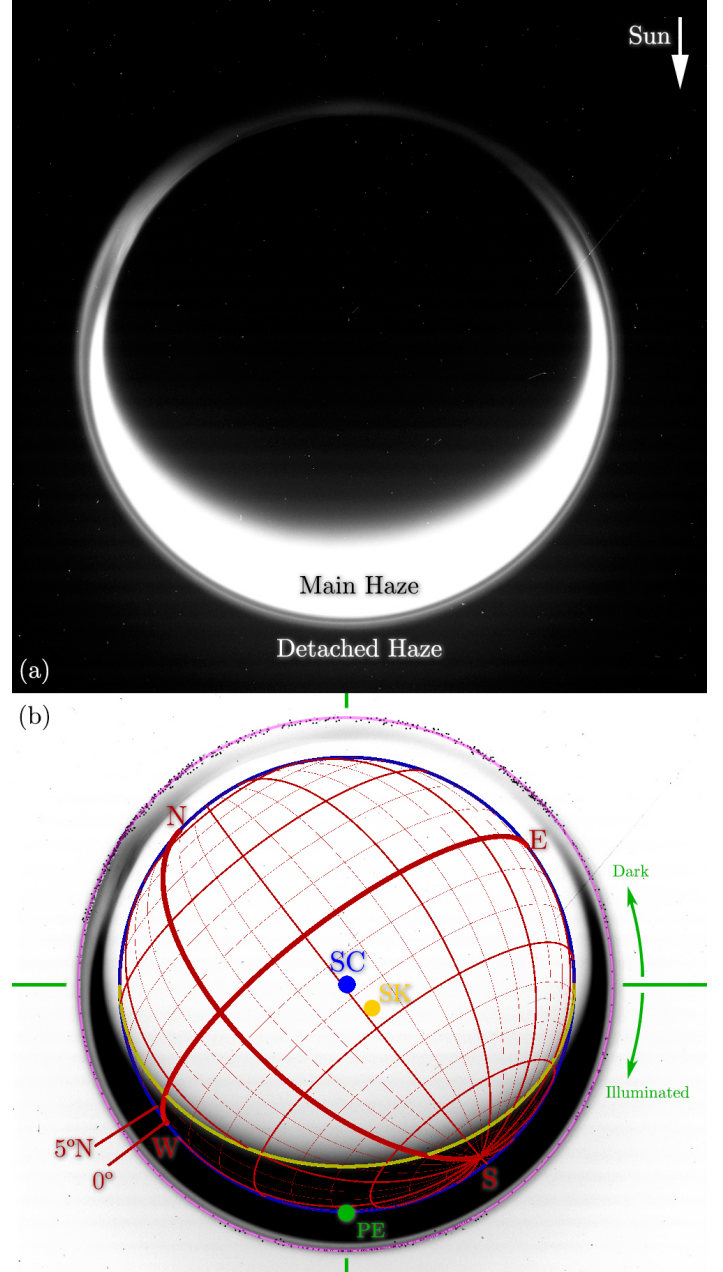 Sun
Main Haze
Detached Haze
(a)
(b)
N
E
Dark
SC
SK
Illuminated
5ºN
W
0º
S
PE